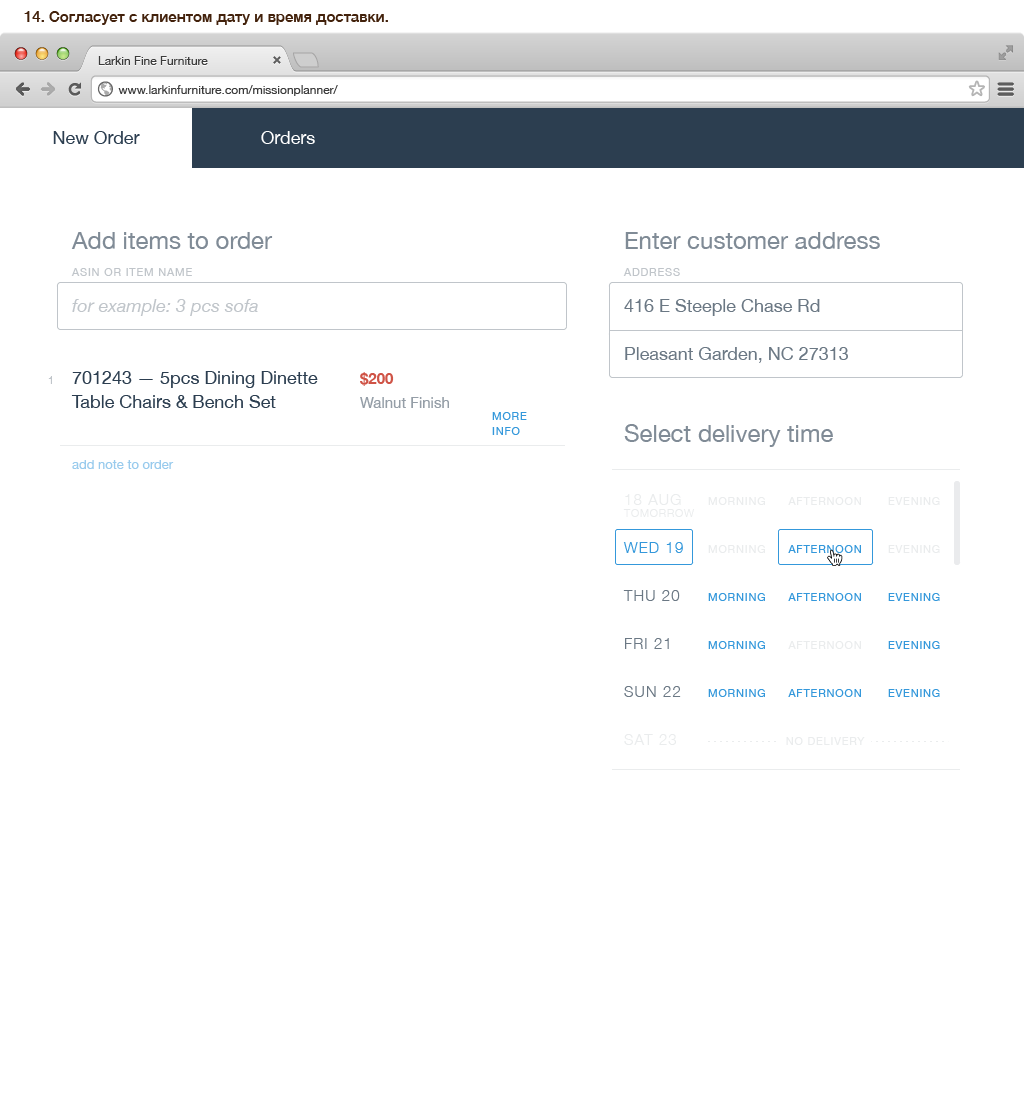 14. Согласует с клиентом дату и время доставки.
Larkin Fine Furniture
www.larkinfurniture.com/missionplanner/
New Order
Orders
Add items to order
ASIN OR ITEM NAME
for example: 3 pcs sofa
1
701243 — 5pcs Dining Dinette
Table Chairs & Bench Set
$200
Walnut Finish
MORE
INFO
add note to order
Enter customer address
ADDRESS
416 E Steeple Chase Rd
Pleasant Garden, NC 27313
Select delivery time
18 AUG MORNING AFTERNOON EVENING
TOMORROW
WED 19 MORNING AFTERNOON EVENING
THU 20 MORNING AFTERNOON EVENING
FRI 21 MORNING AFTERNOON EVENING
SUN 22 MORNING AFTERNOON EVENING
SAT 23 NO DELIVERY